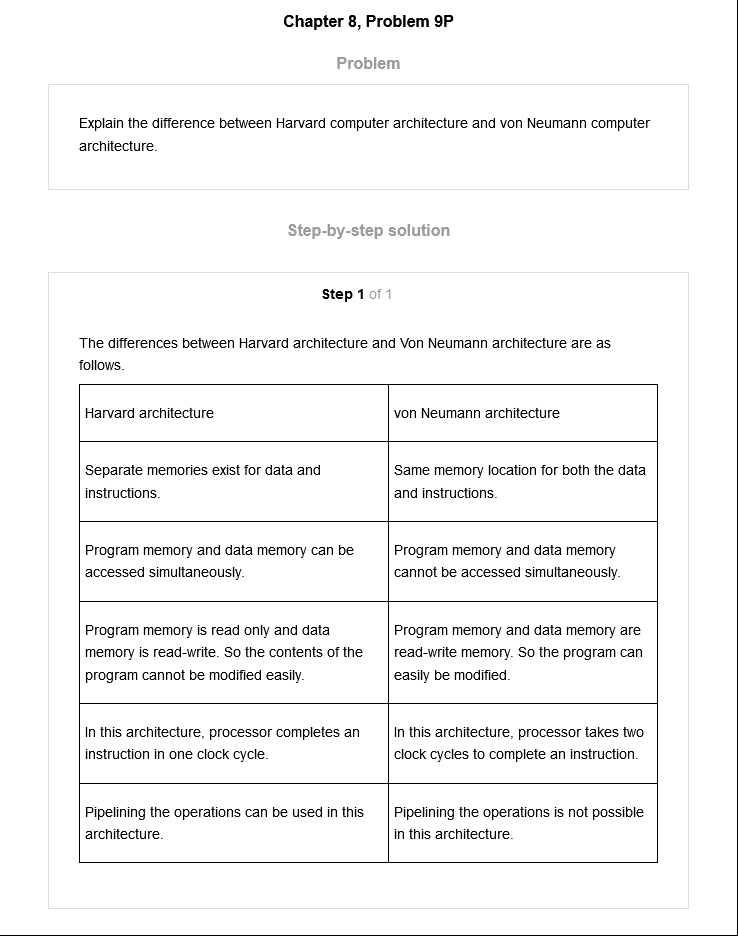 Chapter 8, Problem 9P
Problem
Explain the difference between Harvard computer architecture and von Neumann computer
architecture.
Step-by-step solution
Step 1 of 1
The differences between Harvard architecture and Von Neumann architecture are as
follows.
Harvard architecture
von Neumann architecture
Separate memories exist for data and
instructions.
Same memory location for both the data
and instructions.
Program memory and data memory can be
accessed simultaneously.
Program memory and data memory
cannot be accessed simultaneously.
Program memory is read only and data
memory is read-write. So the contents of the
program cannot be modified easily.
Program memory and data memory are
read-write memory. So the program can
easily be modified.
In this architecture, processor completes an
instruction in one clock cycle.
In this architecture, processor takes two
clock cycles to complete an instruction.
Pipelining the operations can be used in this
architecture.
Pipelining the operations is not possible
in this architecture.